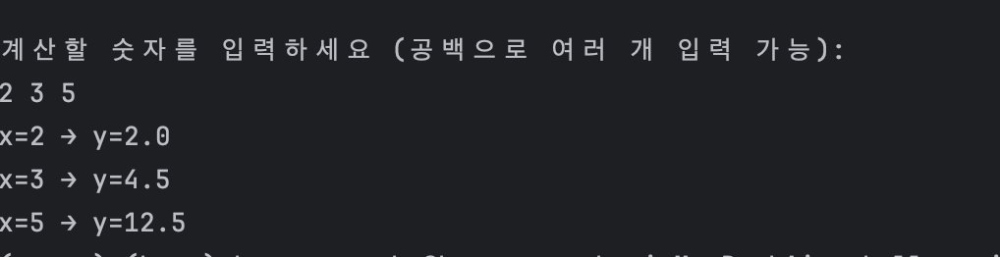 계산할 숫자를 입력하세요 (공백으로 여러 개 입력 가능):
2 3 5
x=2 → y=2.0
x=3 → y=4.5
x=5 → y=12.5